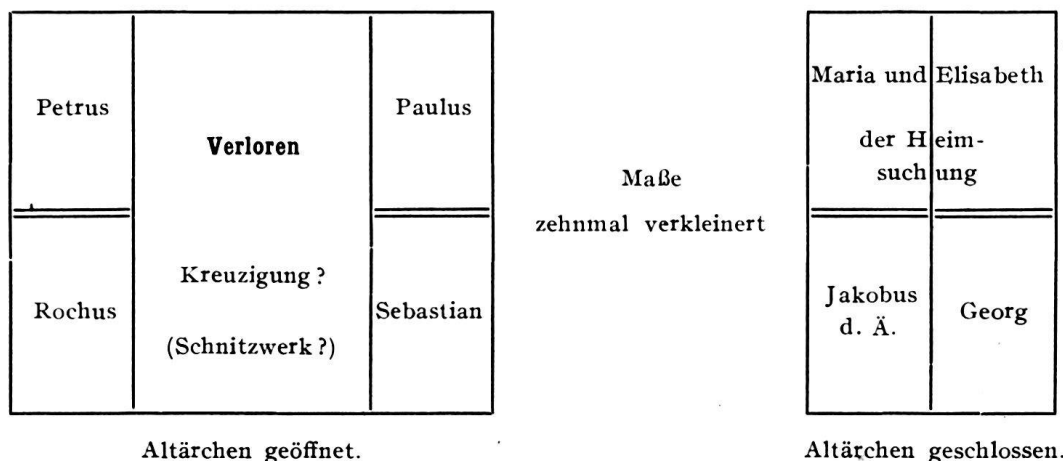 Petrus
Verloren
Paulus
Rochus
Kreuzigung?
(Schnitzwerk?)
Sebastian
Altärchen geöffnet.
Maße
zehnmal verkleinert
Maria und Elisabeth
der Heim-
suchung
Jakobus
d. Ä.
Georg
Altärchen geschlossen.